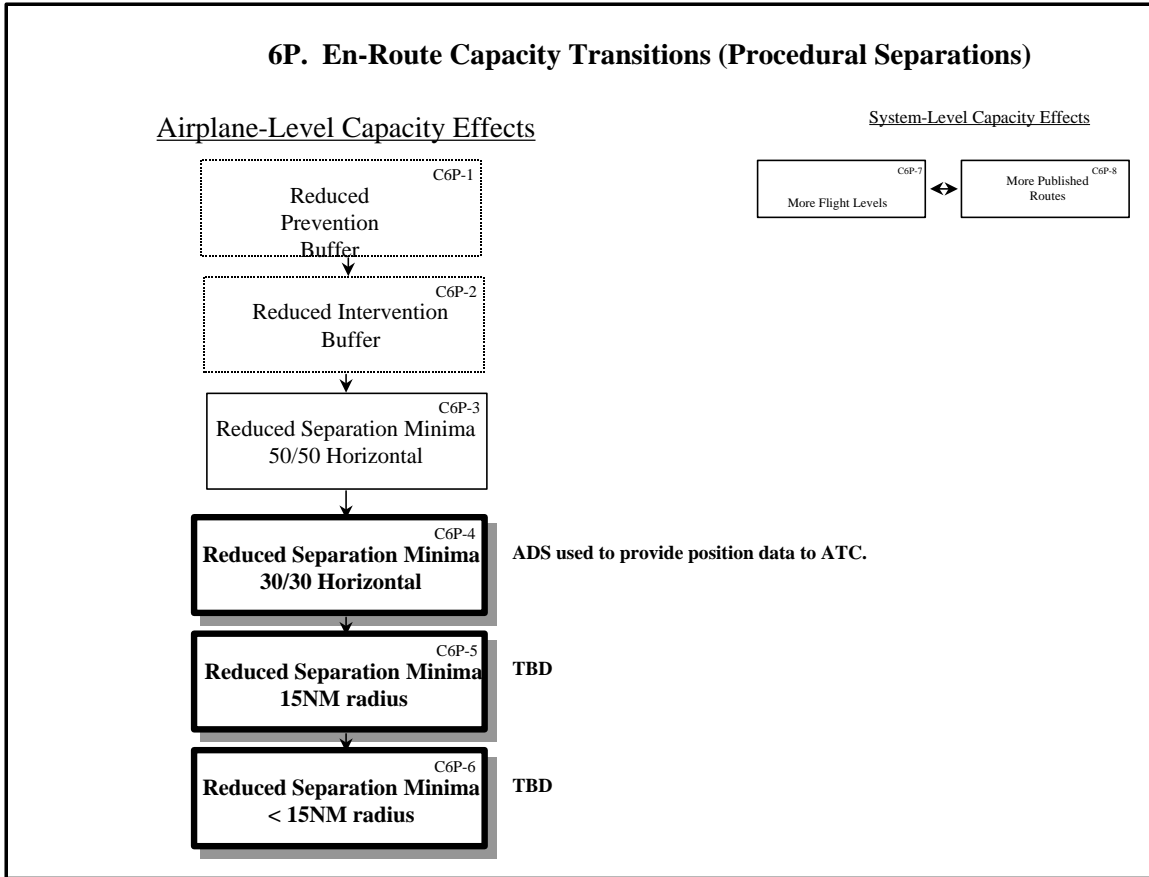 6P. En-Route Capacity Transitions (Procedural Separations)
Airplane-Level Capacity Effects
C6P-1
Reduced
Prevention
Buffer
C6P-2
Reduced Intervention
Buffer
C6P-3
Reduced Separation Minima
50/50 Horizontal
C6P-4
Reduced Separation Minima
30/30 Horizontal
ADS used to provide position data to ATC.
C6P-5
Reduced Separation Minima
15NM radius
TBD
C6P-6
Reduced Separation Minima
< 15NM radius
TBD
System-Level Capacity Effects
C6P-7
More Flight Levels
C6P-8
More Published
Routes